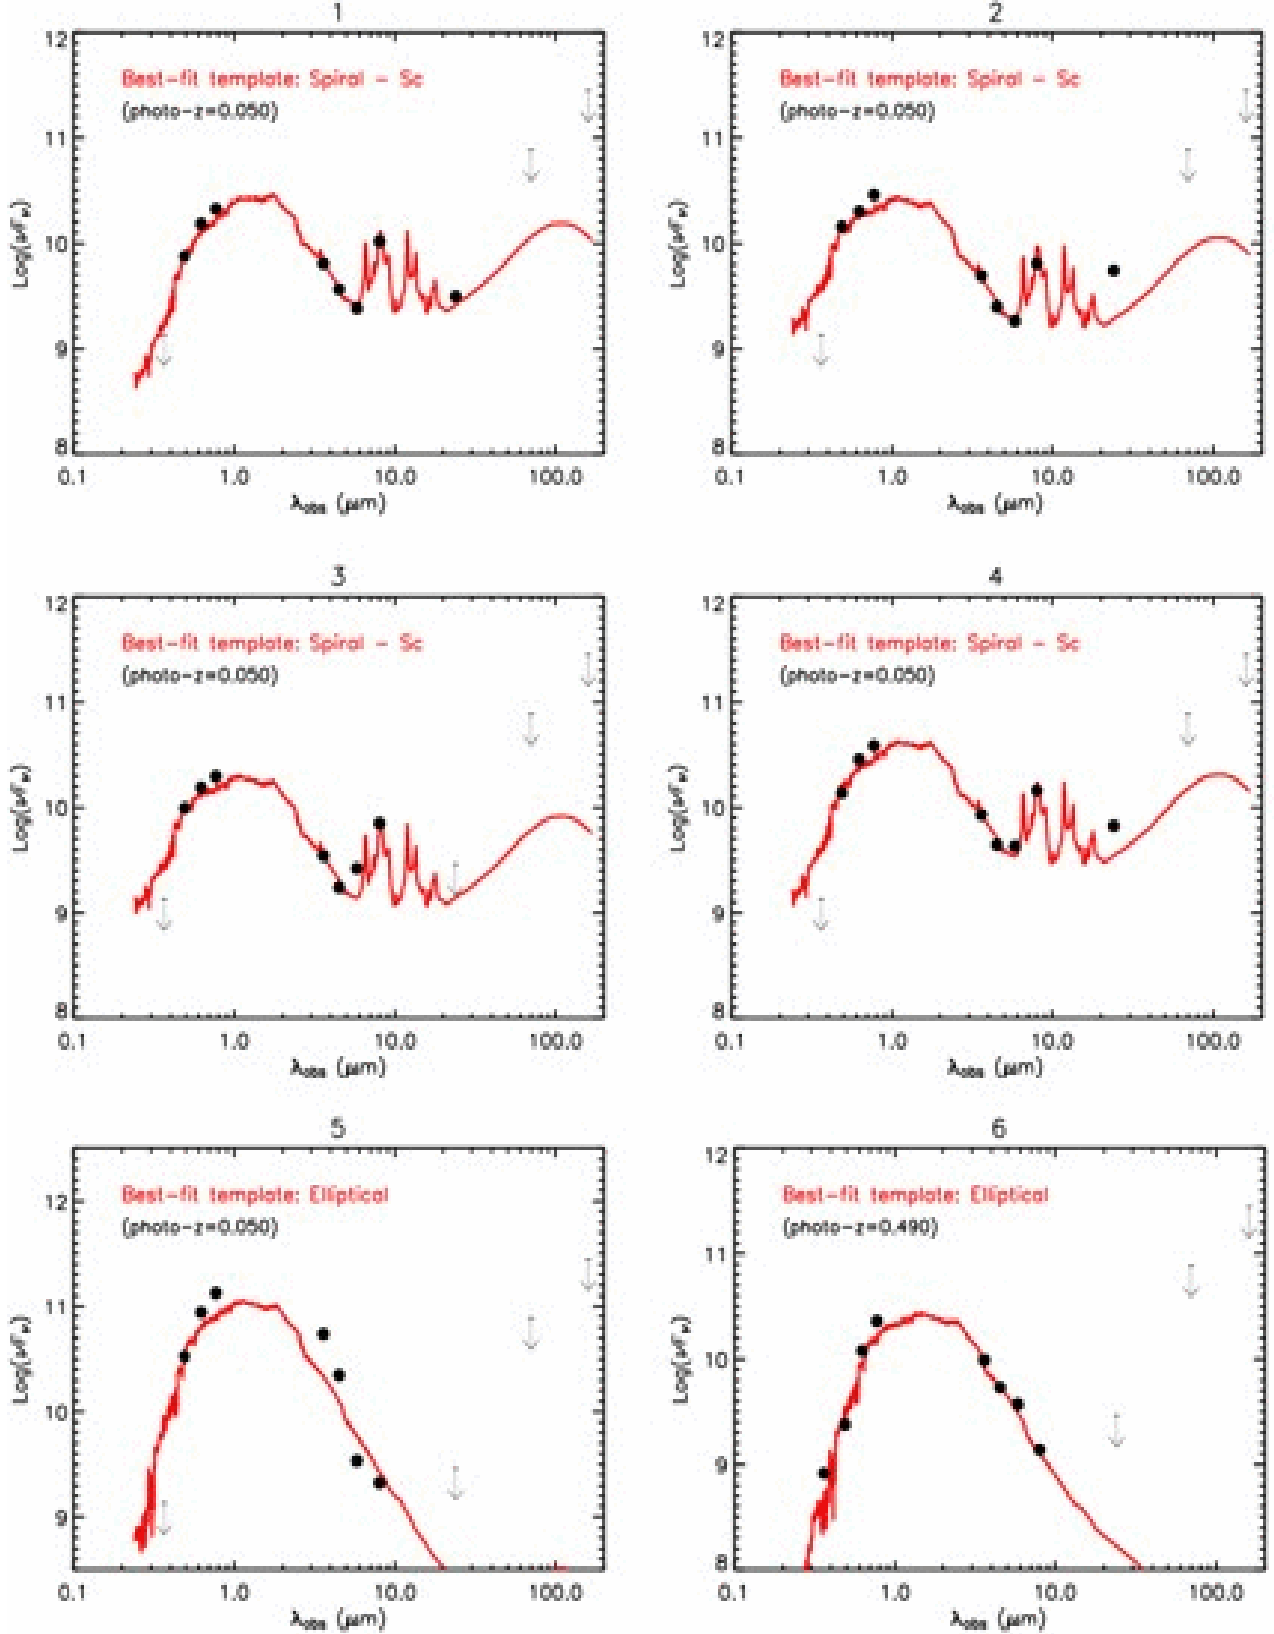 1
12
Best-fit template: Spiral - Sc
(photo-z=0.050)
11
Log(νFν)
10
9
8
0.1 1.0 10.0 100.0
λobs (μm)
2
12
Best-fit template: Spiral - Sc
(photo-z=0.050)
11
Log(νFν)
10
9
8
0.1 1.0 10.0 100.0
λobs (μm)
3
12
Best-fit template: Spiral - Sc
(photo-z=0.050)
11
Log(νFν)
10
9
8
0.1 1.0 10.0 100.0
λobs (μm)
4
12
Best-fit template: Spiral - Sc
(photo-z=0.050)
11
Log(νFν)
10
9
8
0.1 1.0 10.0 100.0
λobs (μm)
5
12
Best-fit template: Elliptical
(photo-z=0.050)
11
Log(νFν)
10
9
0.1 1.0 10.0 100.0
λobs (μm)
6
12
Best-fit template: Elliptical
(photo-z=0.490)
11
Log(νFν)
10
9
8
0.1 1.0 10.0 100.0
λobs (μm)